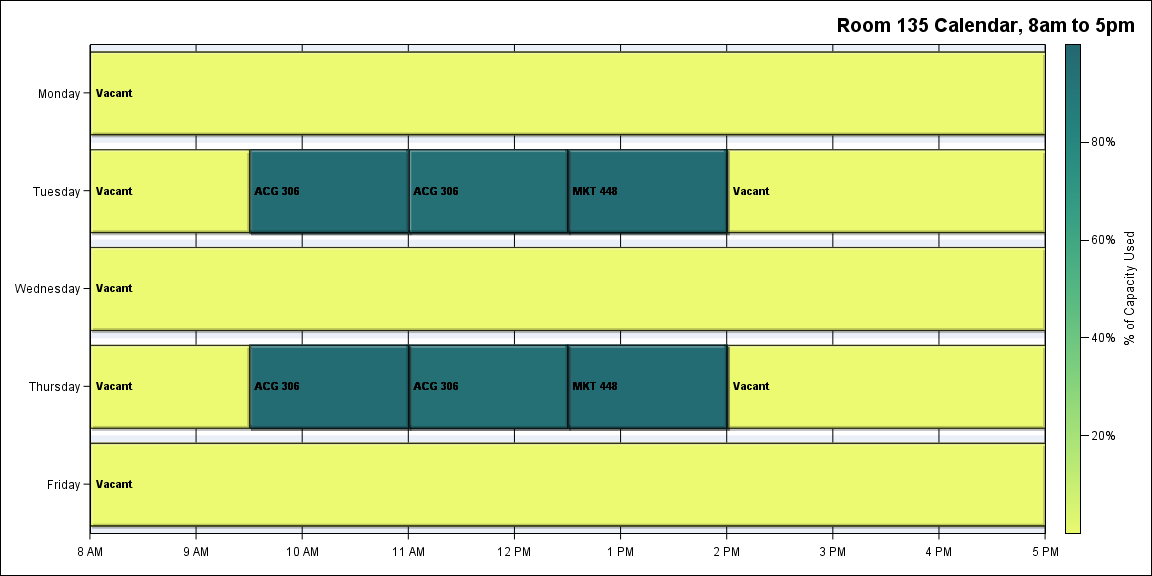 Room 135 Calendar, 8am to 5pm
Monday
Vacant
Tuesday
Vacant
ACG 306
ACG 306
MKT 448
Vacant
Wednesday
Vacant
Thursday
Vacant
ACG 306
ACG 306
MKT 448
Vacant
Friday
Vacant
8 AM
9 AM
10 AM
11 AM
12 PM
1 PM
2 PM
3 PM
4 PM
5 PM
80%
60%
40%
20%
% of Capacity Used